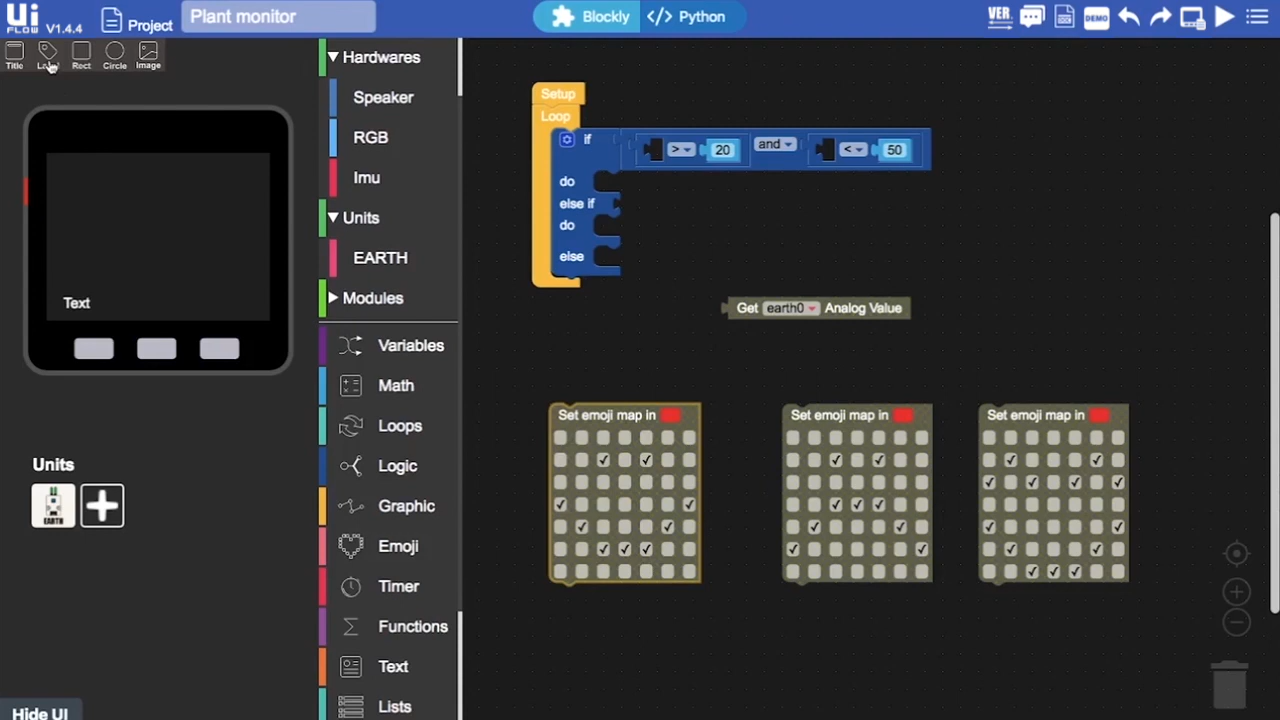 UiFLOW V1.4.4
Project
Plant monitor
Blockly
</> Python
VER
DEMO
Title
Label
Rect
Circle
Image
Text
Units
EARTH
Hide UI
Hardwares
Speaker
RGB
Imu
Units
EARTH
Modules
Variables
Math
Loops
Logic
Graphic
Emoji
Timer
Functions
Text
Lists
Setup
Loop
if > 20 and < 50
do
else if
do
else
Get earth0 Analog Value
Set emoji map in
Set emoji map in
Set emoji map in